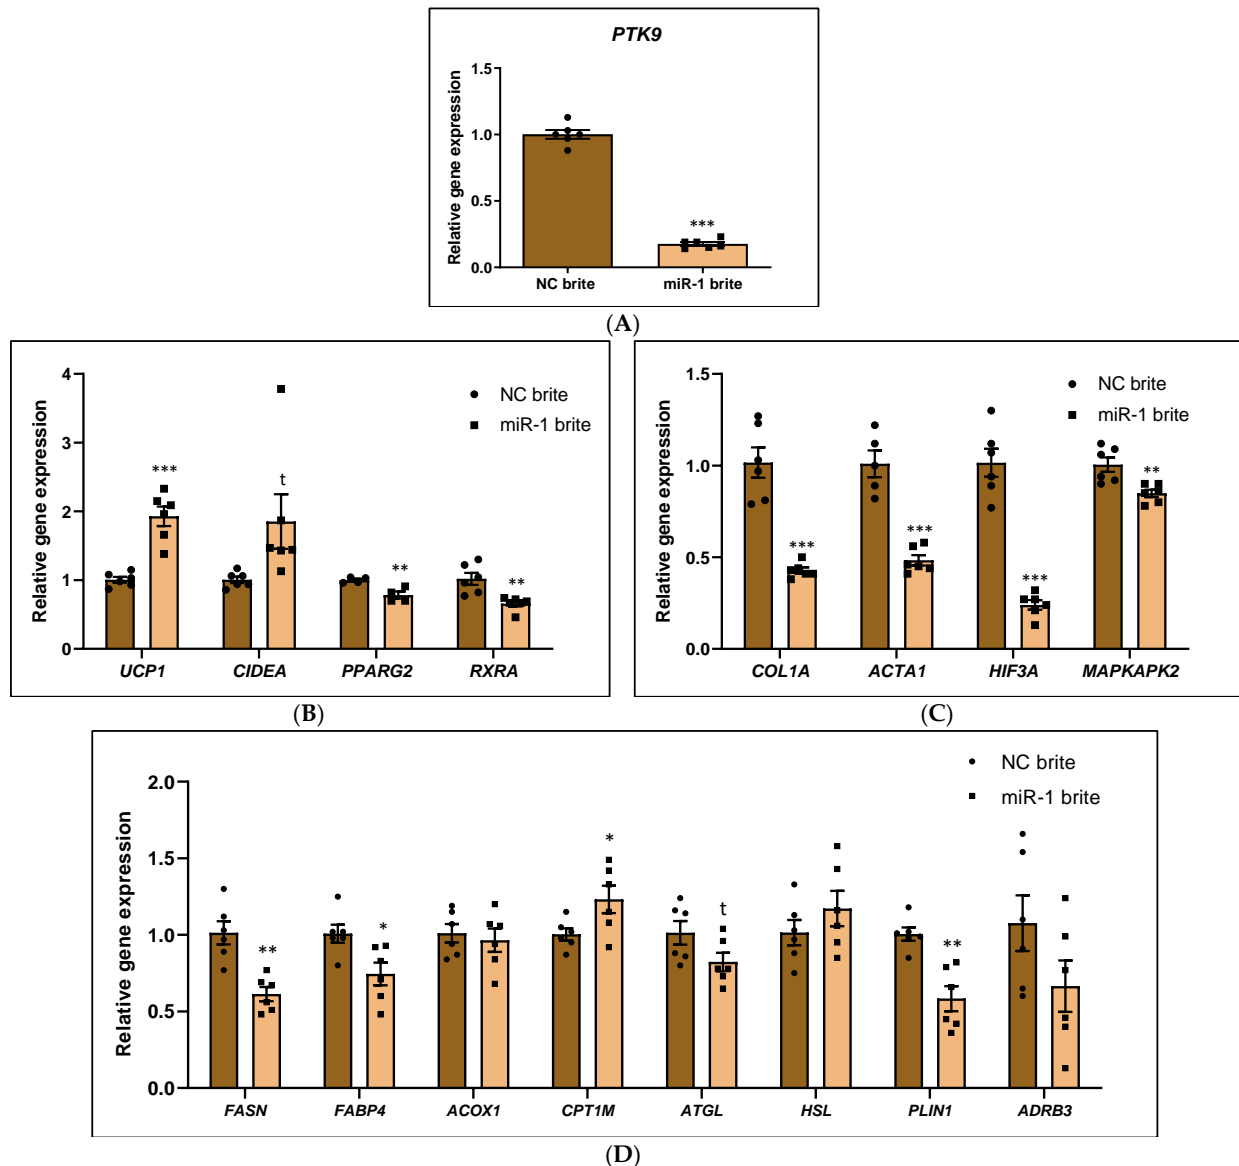 PTK9
Relative gene expression
1.5
1.0
0.5
0.0
***
NC brite
miR-1 brite
(A)
Relative gene expression
4
3
2
1
0
NC brite
miR-1 brite
***
t
**
**
UCP1
CIDEA
PPARG2
RXRA
(B)
Relative gene expression
1.5
1.0
0.5
0.0
NC brite
miR-1 brite
***
***
***
**
COL1A
ACTA1
HIF3A
MAPKAPK2
(C)
Relative gene expression
2.0
1.5
1.0
0.5
0.0
NC brite
miR-1 brite
**
*
*
t
**
FASN
FABP4
ACOX1
CPT1M
ATGL
HSL
PLIN1
ADRB3
(D)